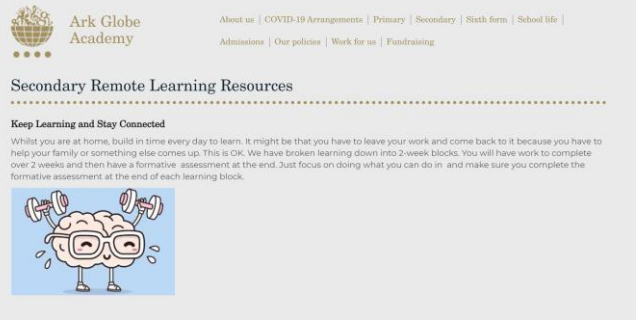 Ark Globe
Academy
About us | COVID-19 Arrangements | Primary | Secondary | Sixth form | School life |
Admissions | Our policies | Work for us | Fundraising
Secondary Remote Learning Resources
Keep Learning and Stay Connected
Whilst you are at home, build in time every day to learn. It might be that you have to leave your work and come back to it because you have to
help your family or something else comes up. This is OK. We have broken learning down into 2-week blocks. You will have work to complete
over 2 weeks and then have a formative assessment at the end. Just focus on doing what you can do in and make sure you complete the
formative assessment at the end of each learning block.